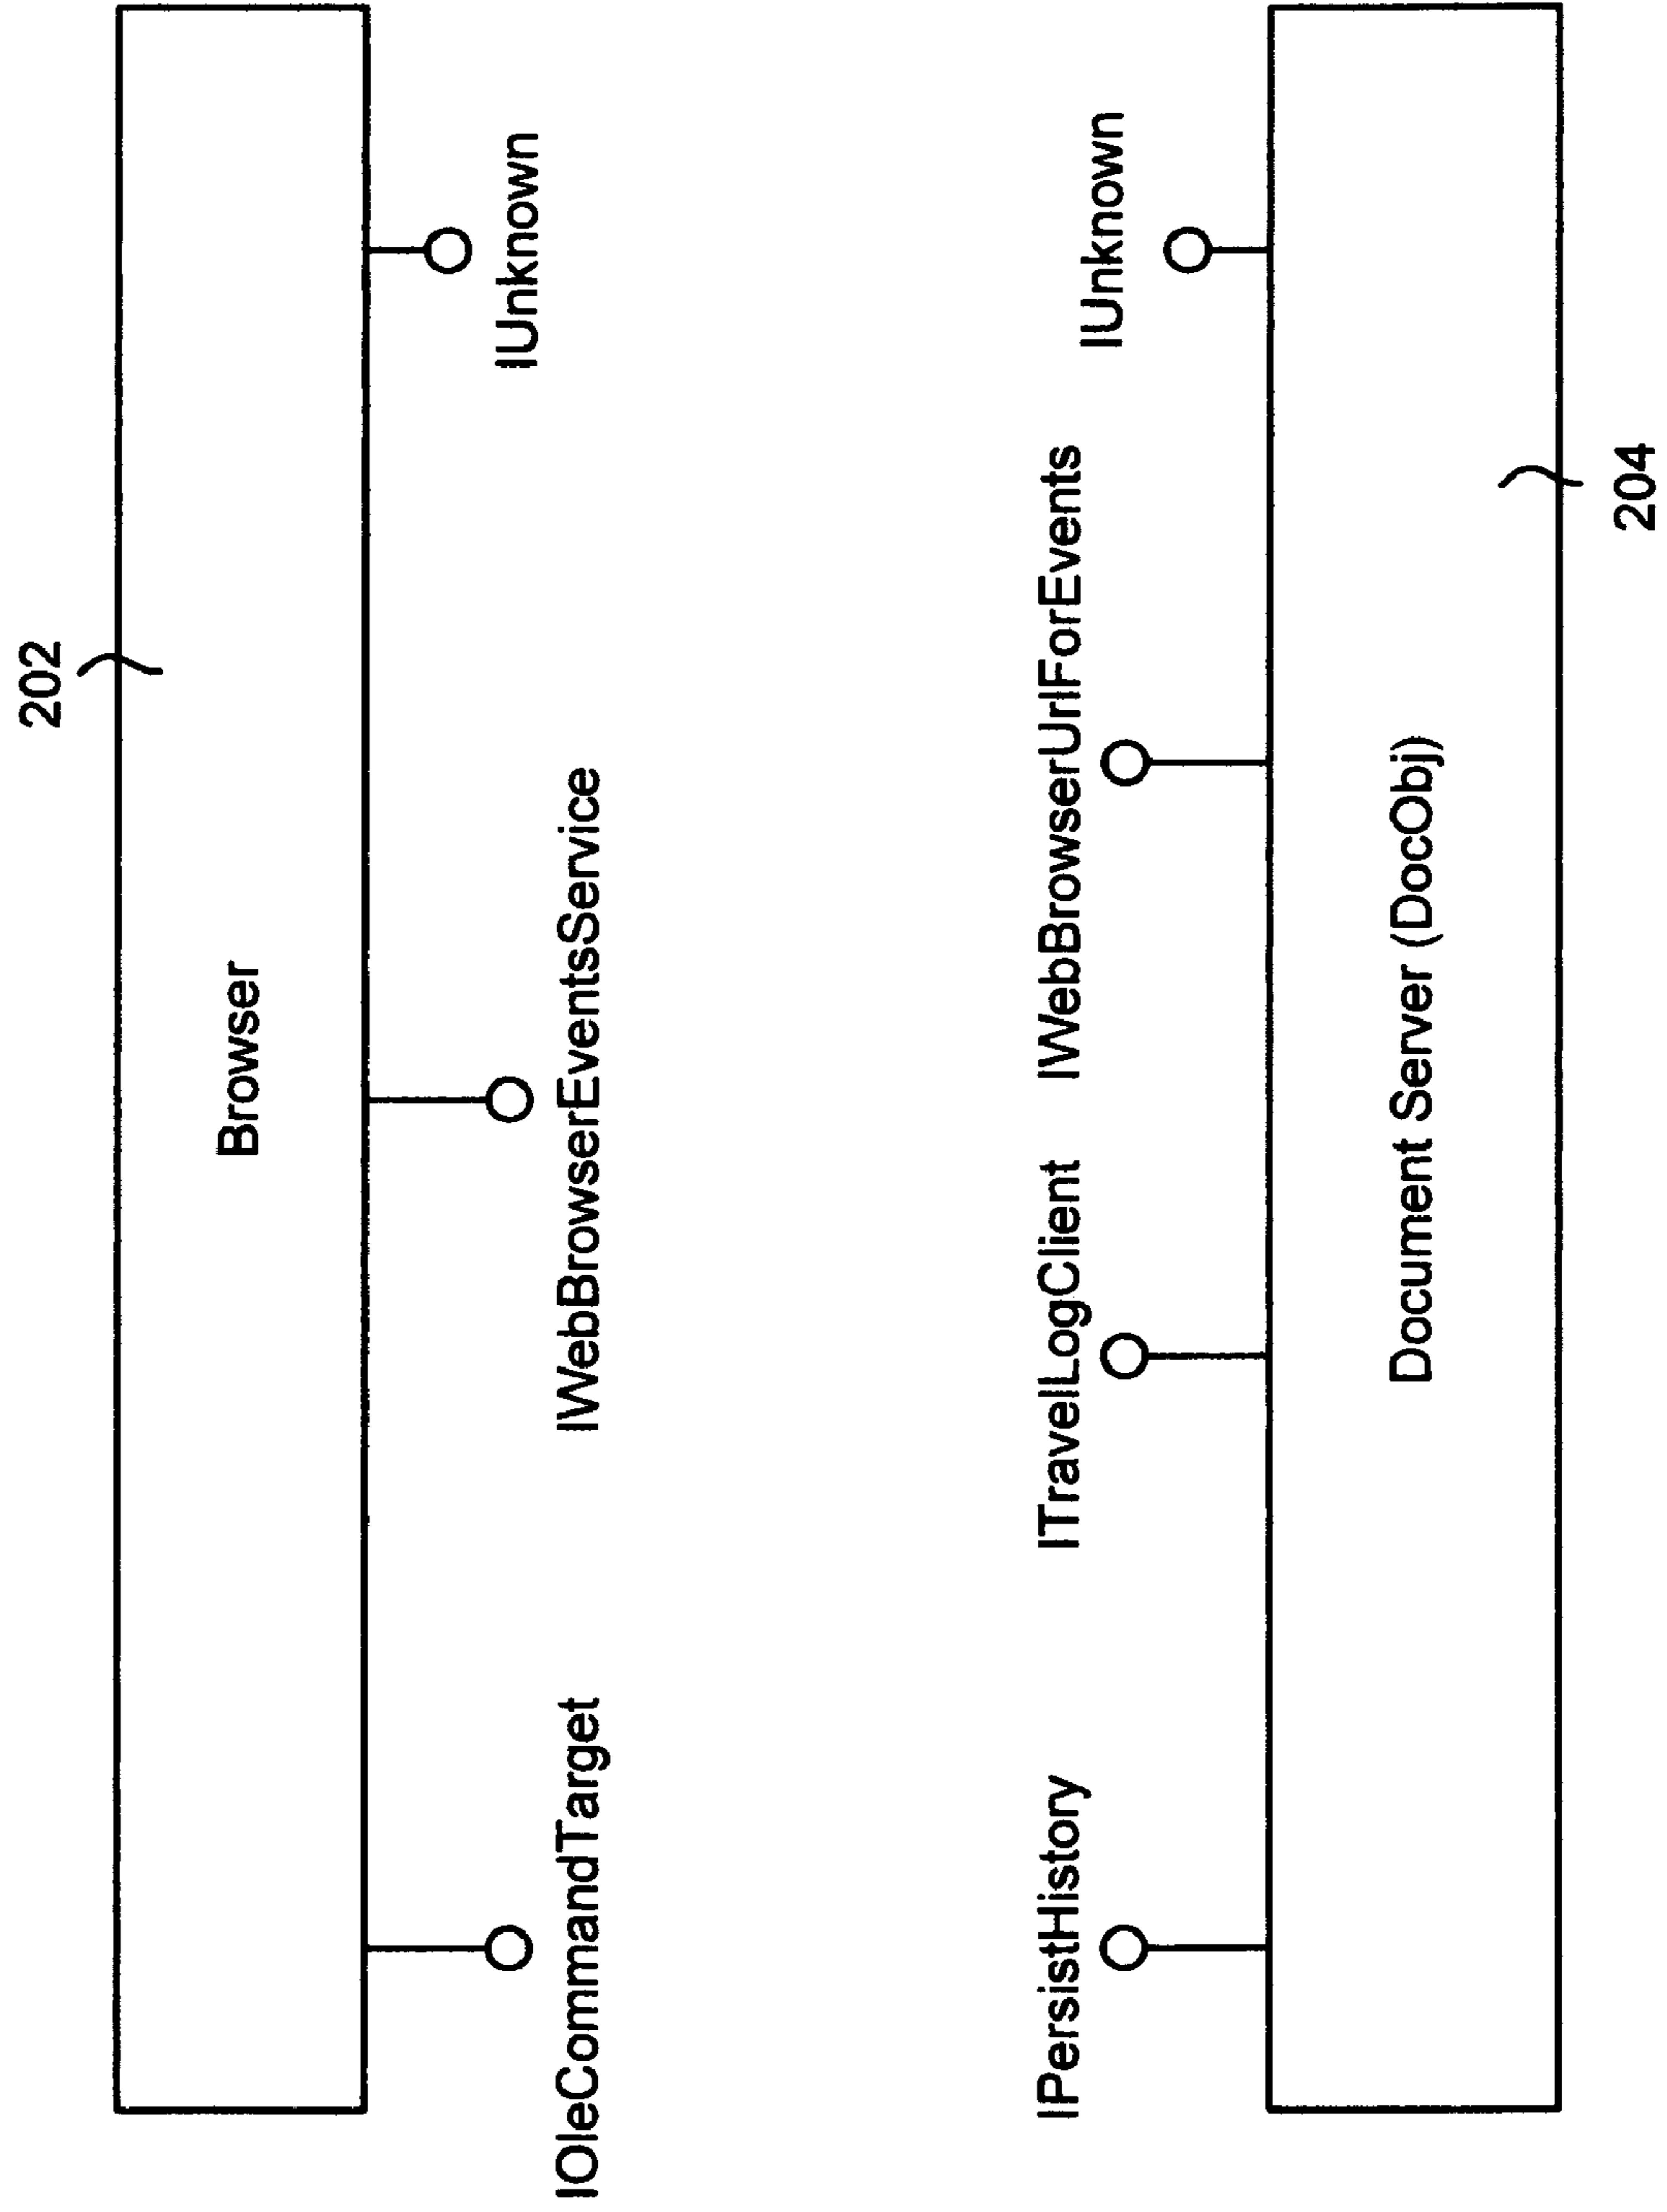 202
Browser
IUnknown
IWebBrowserEventsService
IOleCommandTarget
IUnknown
IWebBrowserUrlForEvents
ITravelLogClient
IPersistHistory
Document Server (DocObj)
204